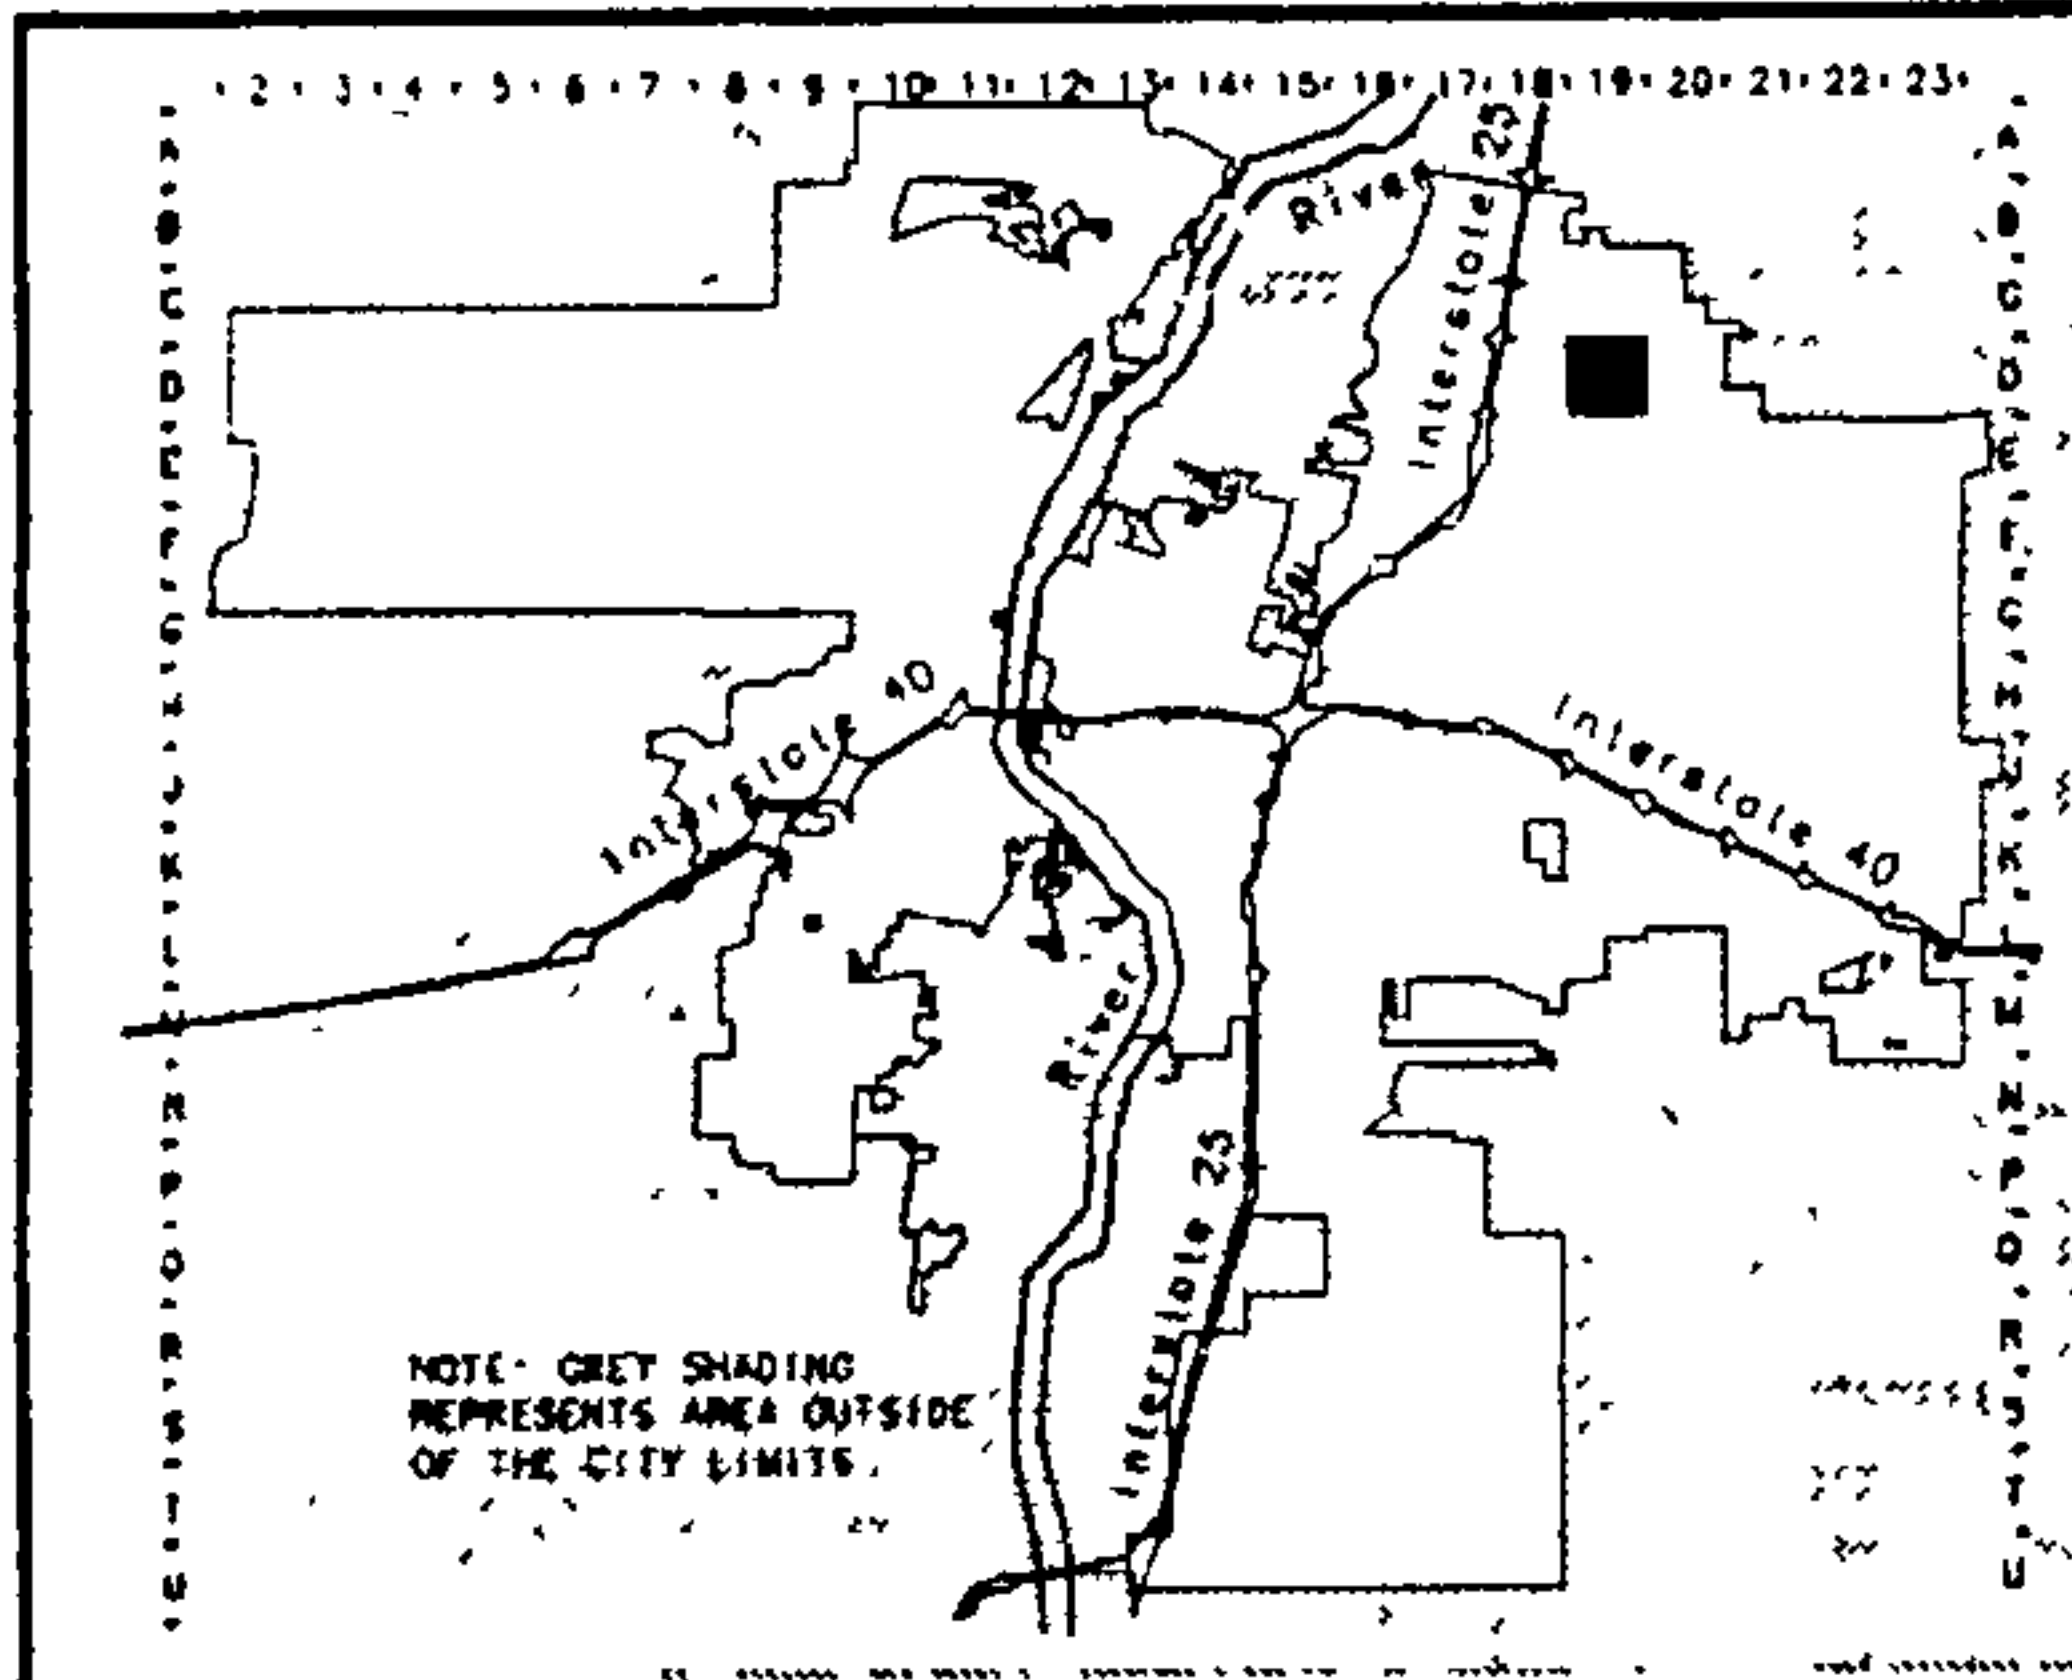 2 · 3 · 4 · 5 · 6 · 7 · 8 · 9 · 10 · 11 · 12 · 13 · 14 · 15 · 16 · 17 · 18 · 19 · 20 · 21 · 22 · 23
A A
B B
C C
D D
E E
F F
G G
H H
J J
K K
L
M M
N N
P P
Q Q
R R
S S
T T
U U
River
Interstate 25
Interstate 40
Interstate 40
River
Interstate 25
NOTE: GREY SHADING
REPRESENTS AREA OUTSIDE
OF THE CITY LIMITS.